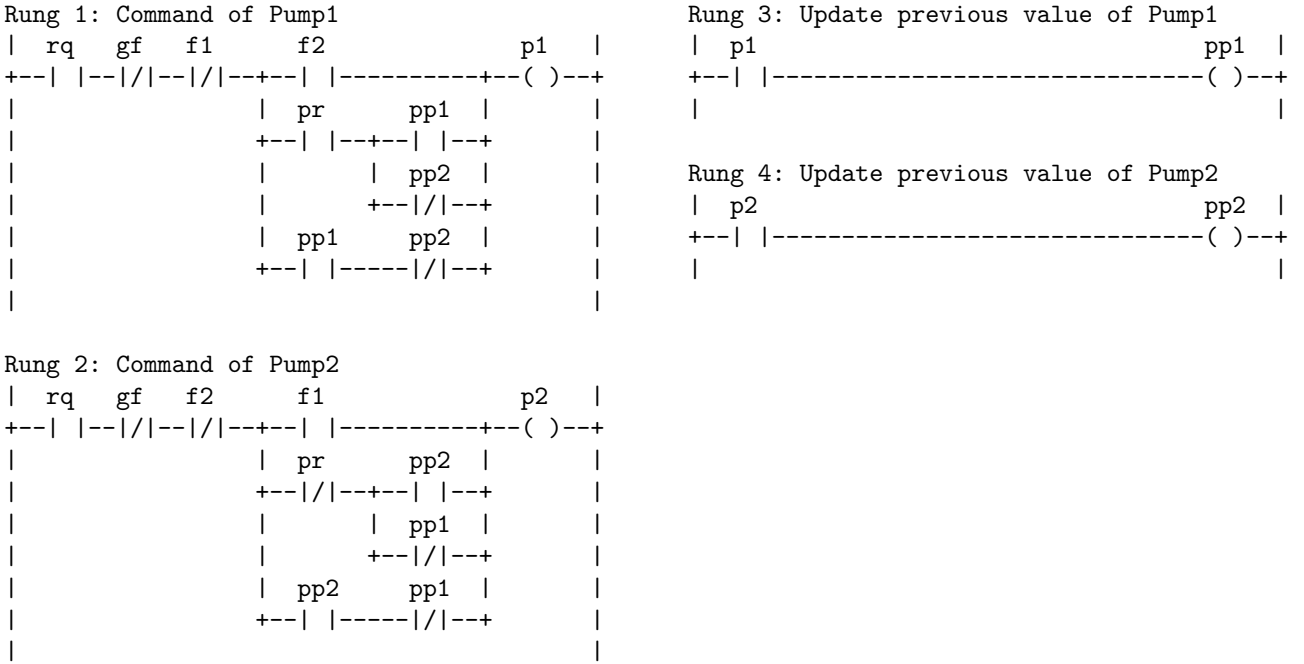 Rung 1: Command of Pump1
|  rq   gf   f1       f2             p1   |
+--| |--|/|--|/|--+--| |----------+--( )--+
|                 |  pr      pp1  |       |
|                 +--| |--+--| |--+       |
|                 |       |  pp2  |       |
|                 |       +--|/|--+       |
|                 |  pp1     pp2  |       |
|                 +--| |-----|/|--+       |
|                                         |
Rung 2: Command of Pump2
|  rq   gf   f2       f1             p2   |
+--| |--|/|--|/|--+--| |----------+--( )--+
|                 |  pr      pp2  |       |
|                 +--|/|--+--| |--+       |
|                 |       |  pp1  |       |
|                 |       +--|/|--+       |
|                 |  pp2     pp1  |       |
|                 +--| |-----|/|--+       |
|                                         |
Rung 3: Update previous value of Pump1
|  p1                                pp1  |
+--| |-------------------------------( )--+
|                                         |
Rung 4: Update previous value of Pump2
|  p2                                pp2  |
+--| |-------------------------------( )--+
|                                         |